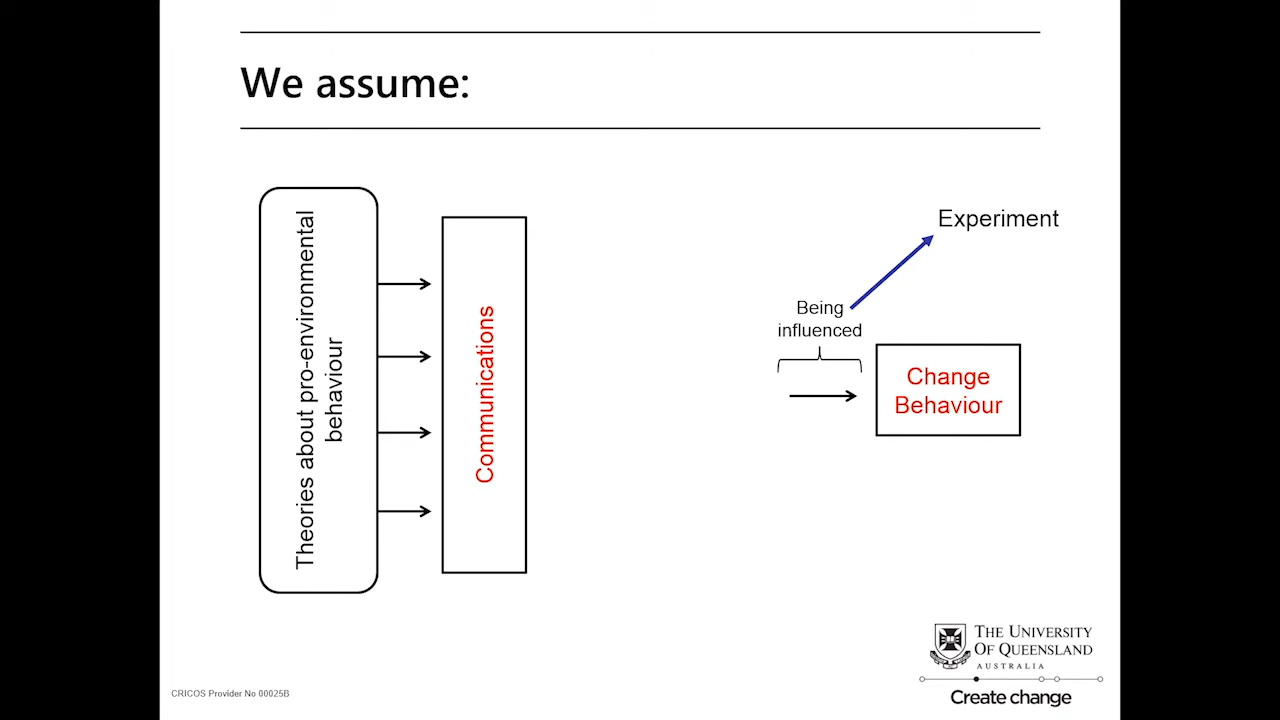 We assume:
Theories about pro-environmental
behaviour
Communications
Experiment
Being
influenced
Change
Behaviour
THE UNIVERSITY
OF QUEENSLAND
AUSTRALIA
Create change
CRICOS Provider No 00025B